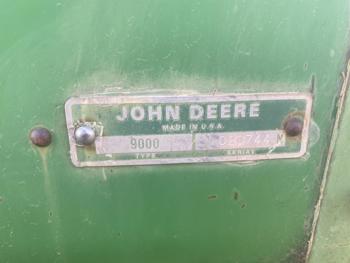 JOHN DEERE
MADE IN U.S.A.
9000
TYPE SERIAL